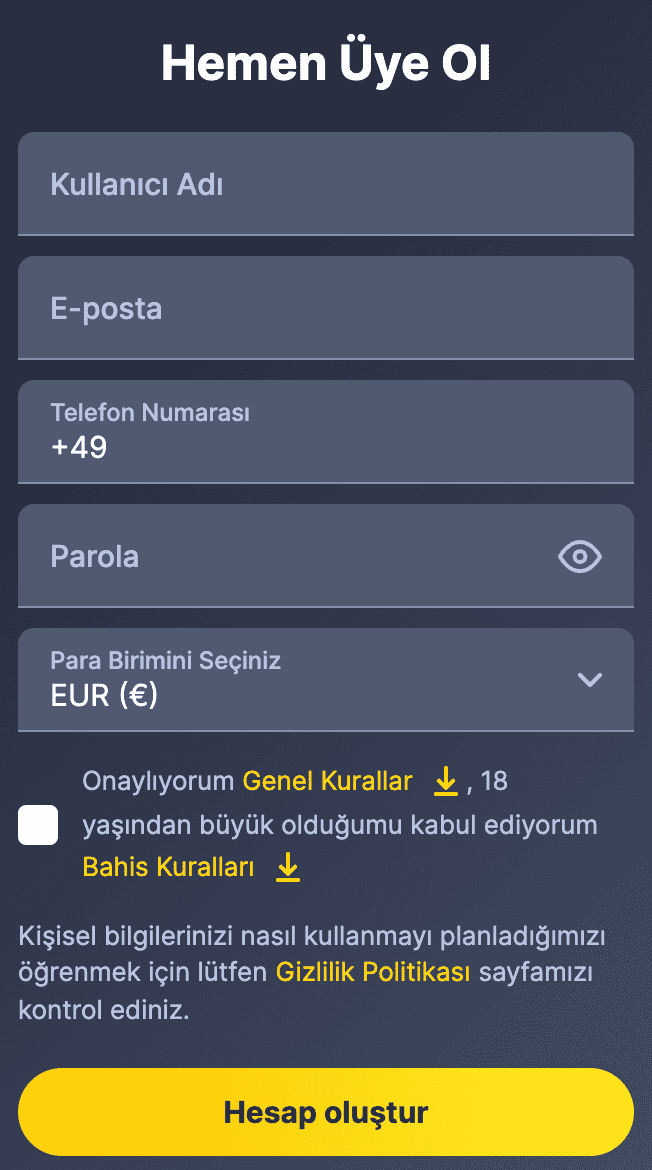 Hemen Üye Ol
Kullanıcı Adı
E-posta
Telefon Numarası
+49
Parola
Para Birimini Seçiniz
EUR (€)
Onaylıyorum Genel Kurallar , 18
yaşından büyük olduğumu kabul ediyorum
Bahis Kuralları
Kişisel bilgilerinizi nasıl kullanmayı planladığımızı
öğrenmek için lütfen Gizlilik Politikası sayfamızı
kontrol ediniz.
Hesap oluştur